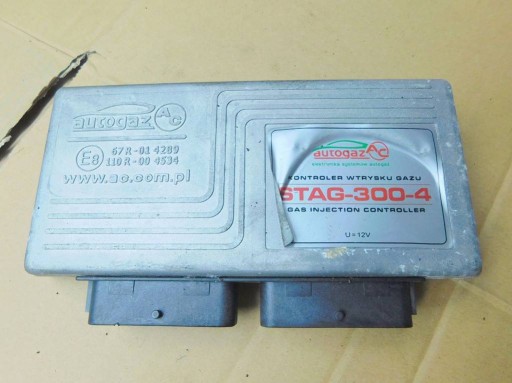 autogaz AC
E8
67R-01 4289
110R-00 4534
www.ac.com.pl
autogaz AC
elektronika systemów autogaz
KONTROLER WTRYSKU GAZU
STAG-300-4
GAS INJECTION CONTROLLER
U=12V